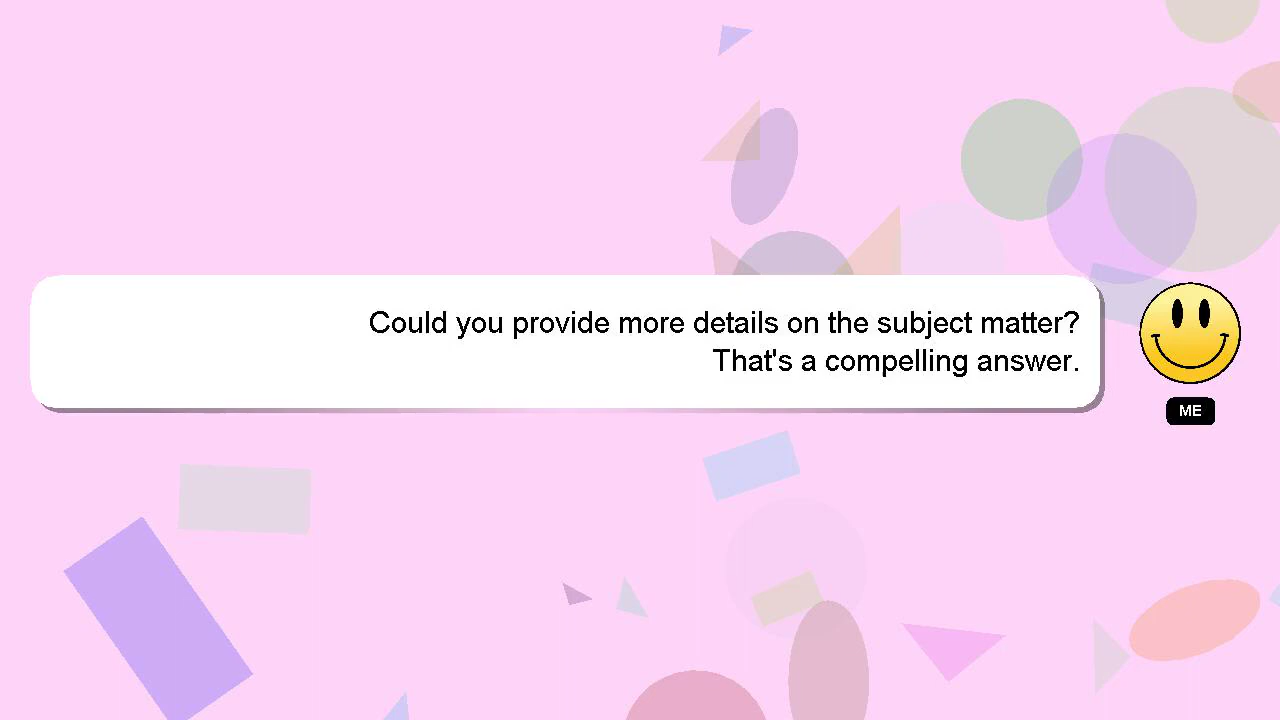 Could you provide more details on the subject matter?
That's a compelling answer.
ME